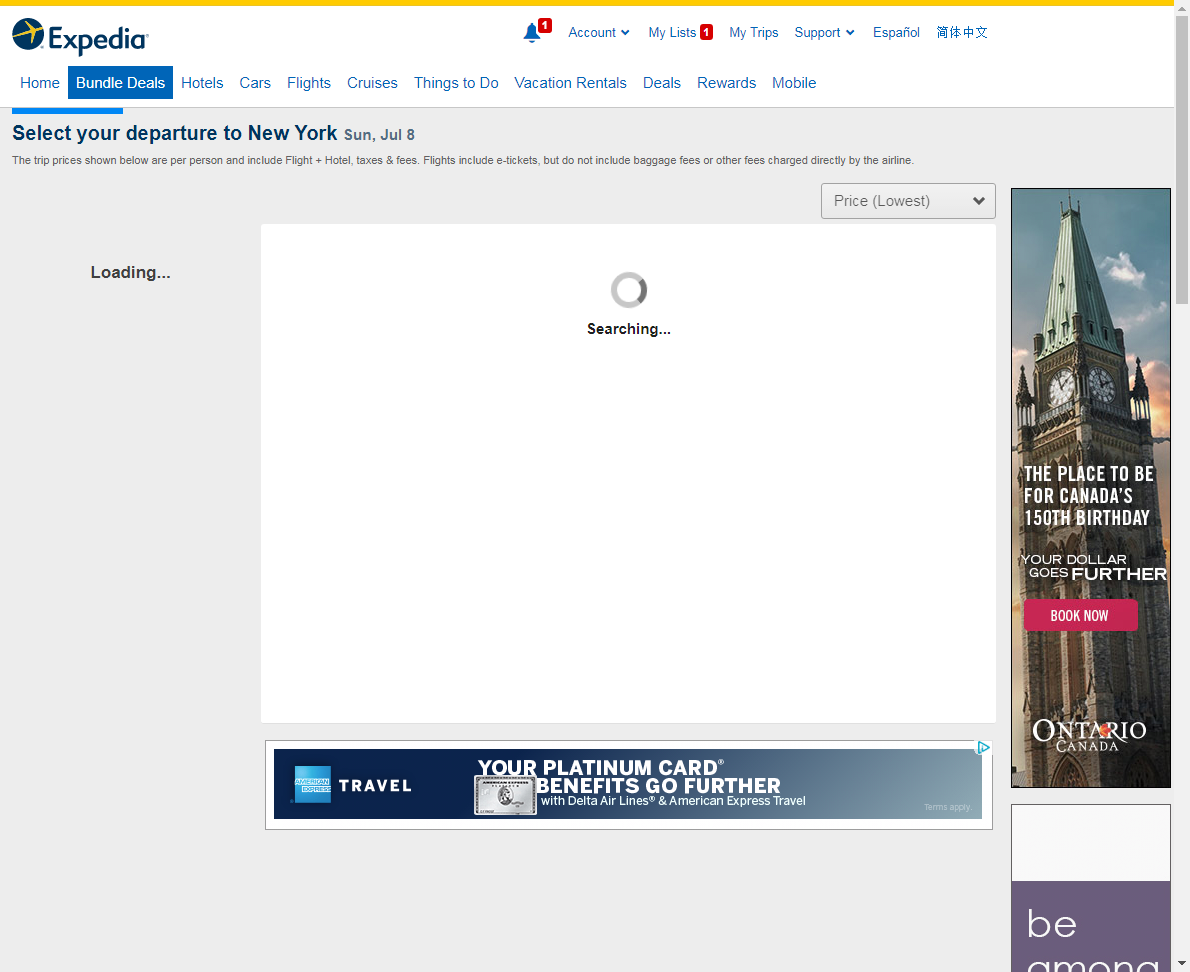 Expedia
1
Account
My Lists 1
My Trips
Support
Español
简体中文
Home
Bundle Deals
Hotels
Cars
Flights
Cruises
Things to Do
Vacation Rentals
Deals
Rewards
Mobile
Select your departure to New York Sun, Jul 8
The trip prices shown below are per person and include Flight + Hotel, taxes & fees. Flights include e-tickets, but do not include baggage fees or other fees charged directly by the airline.
Price (Lowest)
Loading...
Searching...
THE PLACE TO BE
FOR CANADA'S
150TH BIRTHDAY
YOUR DOLLAR
GOES FURTHER
BOOK NOW
ONTARIO
CANADA
AMERICAN
EXPRESS
TRAVEL
YOUR PLATINUM CARD®
BENEFITS GO FURTHER
with Delta Air Lines® & American Express Travel
AMERICAN EXPRESS
Terms apply.
be
among